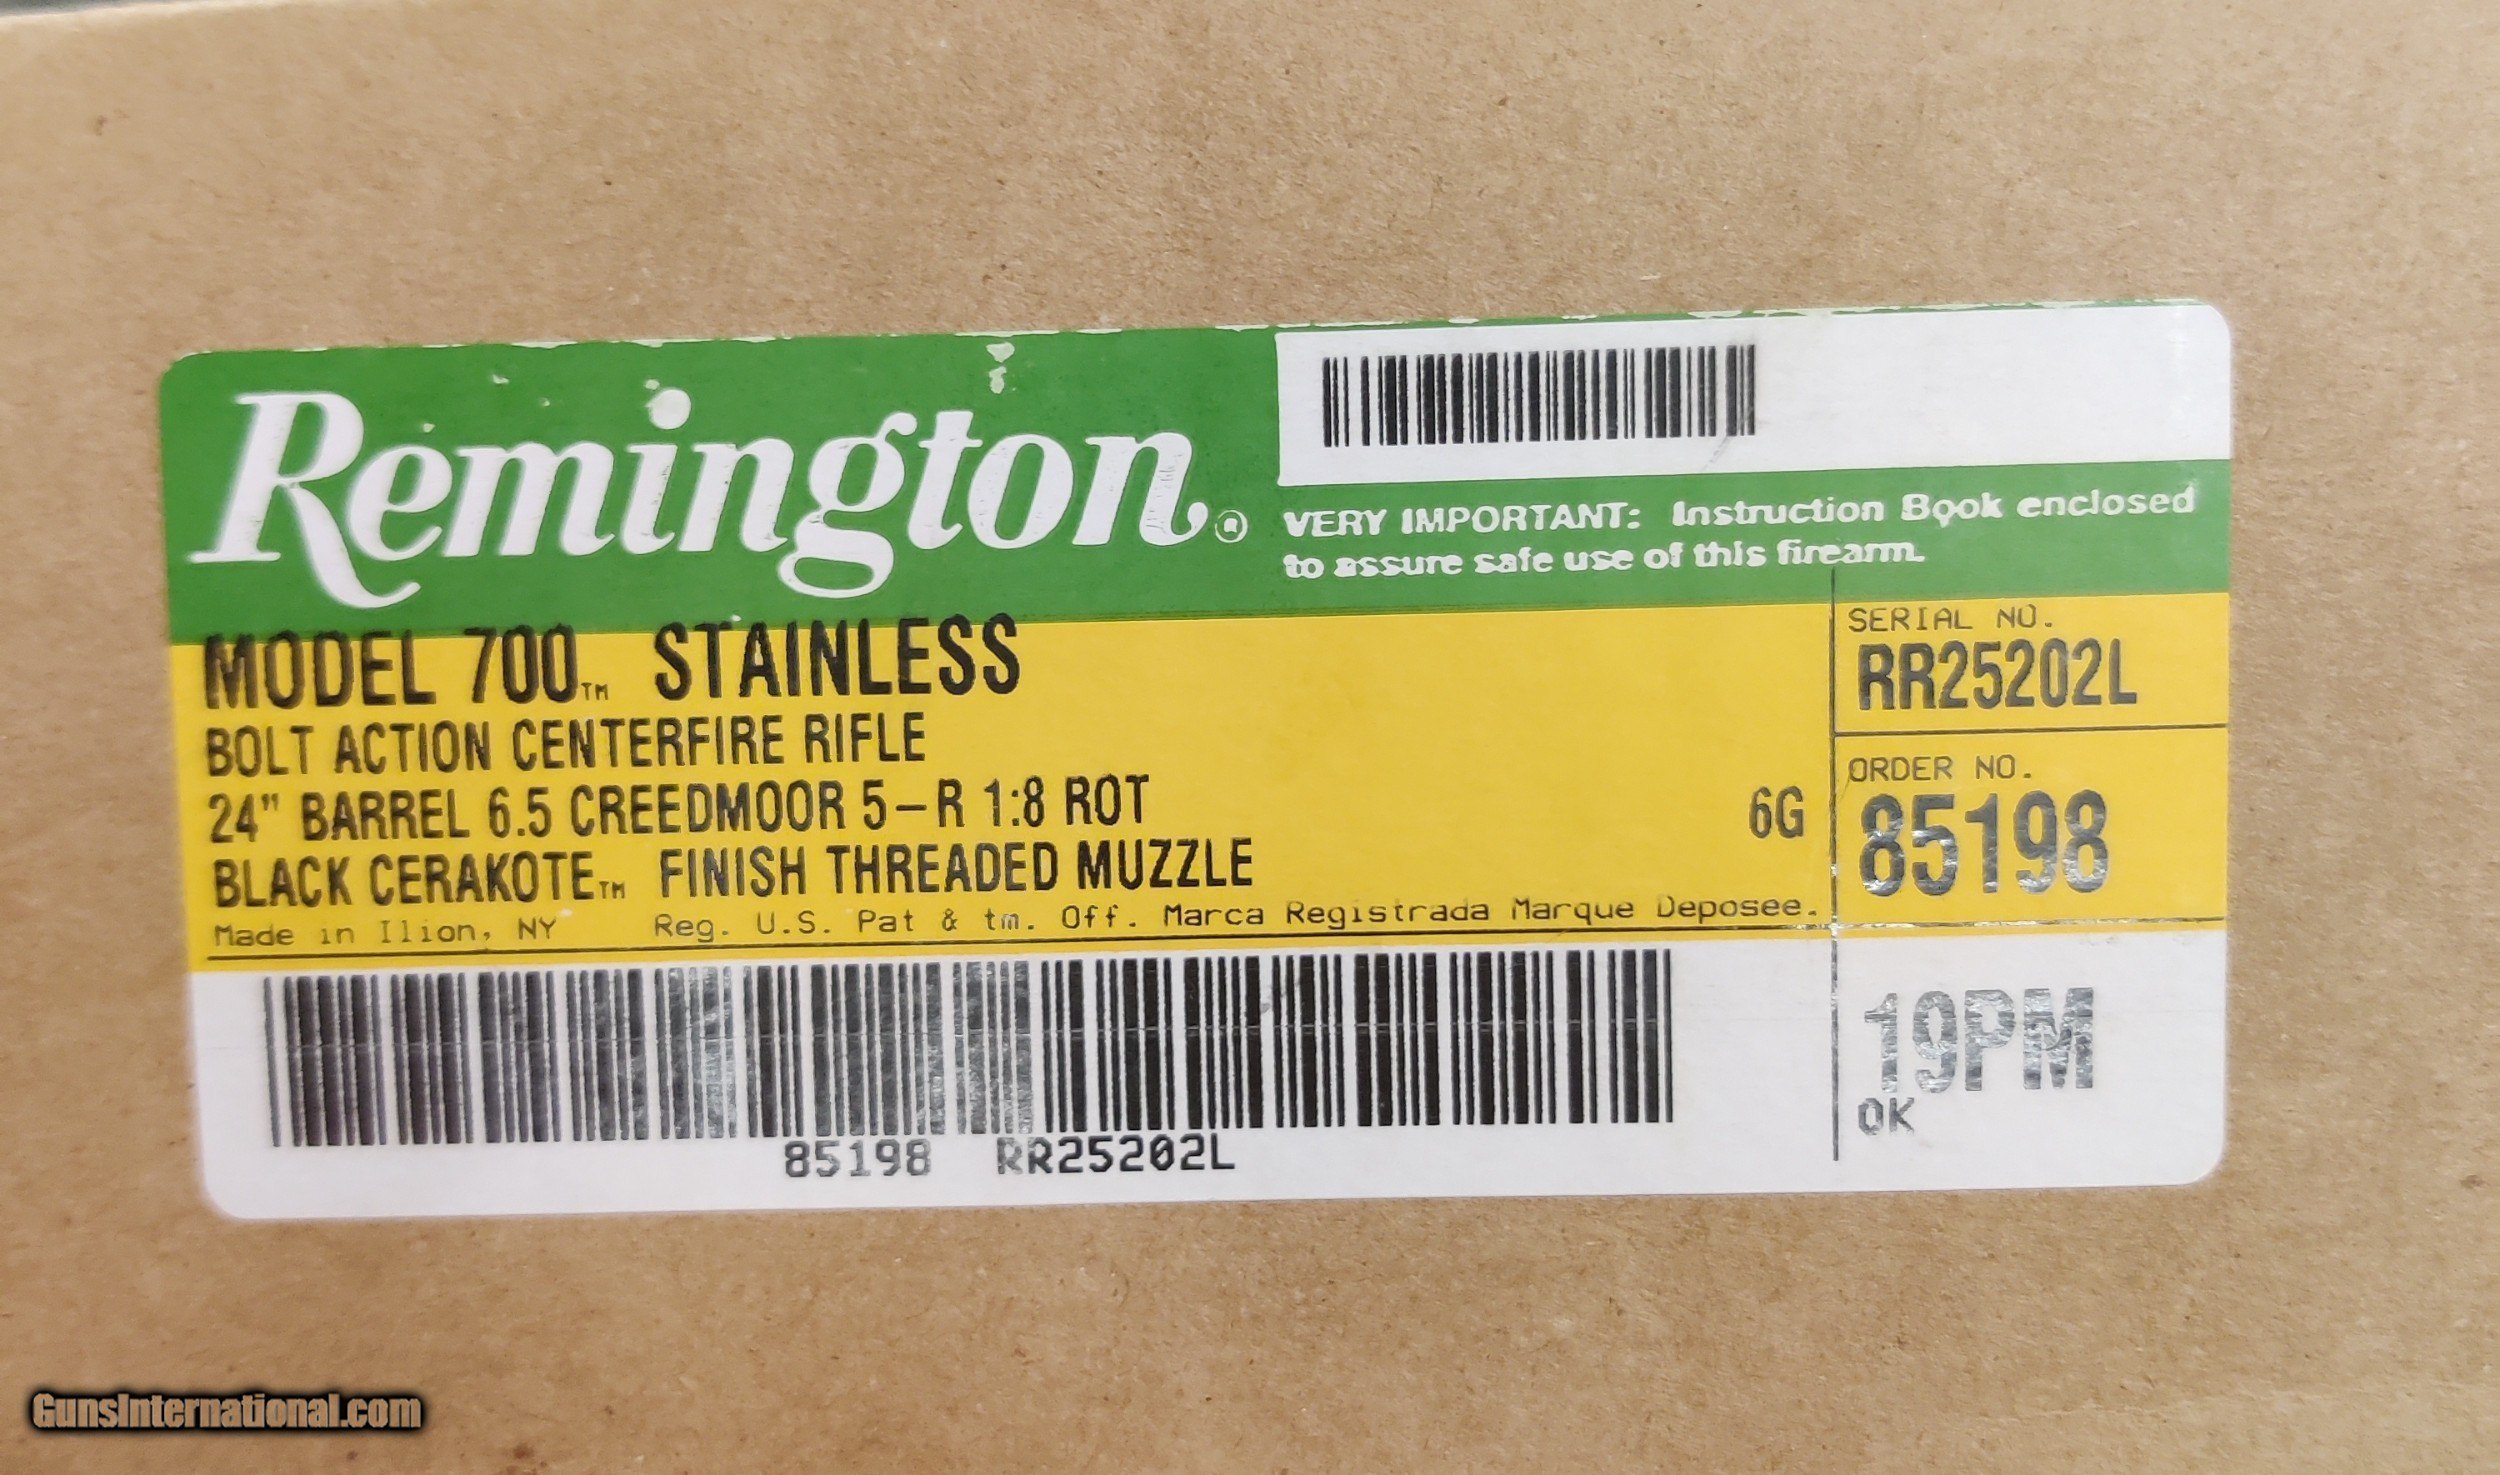 Remington®
VERY IMPORTANT: Instruction Book enclosed
to assure safe use of this firearm.
MODEL 700™ STAINLESS
BOLT ACTION CENTERFIRE RIFLE
24" BARREL 6.5 CREEDMOOR 5-R 1:8 ROT
BLACK CERAKOTE™ FINISH THREADED MUZZLE
6G
Made in Ilion, NY Reg. U.S. Pat & tm. Off. Marca Registrada Marque Deposee.
SERIAL NO.
RR25202L
ORDER NO.
85198
19PM
OK
85198 RR25202L
GunsInternational.com